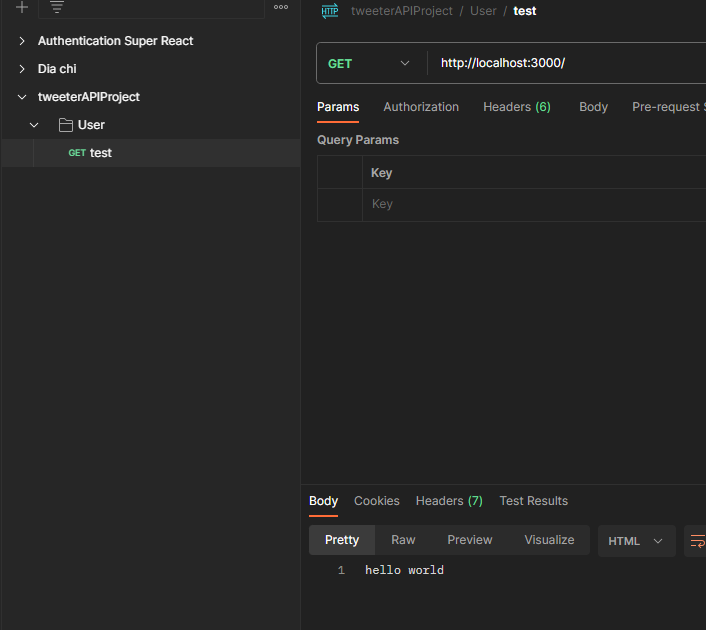 HTTP tweeterAPIProject / User / test
Authentication Super React
Dia chi
tweeterAPIProject
User
GET test
GET http://localhost:3000/
Params Authorization Headers (6) Body Pre-request S
Query Params
Key
Key
Body Cookies Headers (7) Test Results
Pretty Raw Preview Visualize HTML
1 hello world